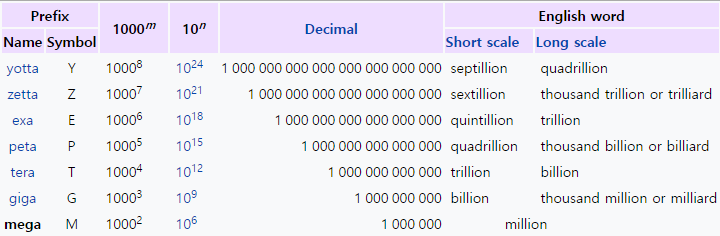 Prefix 1000ᵐ 10ⁿ Decimal English word
Name Symbol Short scale Long scale
yotta Y 1000⁸ 10²⁴ 1 000 000 000 000 000 000 000 000 septillion quadrillion
zetta Z 1000⁷ 10²¹ 1 000 000 000 000 000 000 000 sextillion thousand trillion or trilliard
exa E 1000⁶ 10¹⁸ 1 000 000 000 000 000 000 quintillion trillion
peta P 1000⁵ 10¹⁵ 1 000 000 000 000 000 quadrillion thousand billion or billiard
tera T 1000⁴ 10¹² 1 000 000 000 000 trillion billion
giga G 1000³ 10⁹ 1 000 000 000 billion thousand million or milliard
mega M 1000² 10⁶ 1 000 000 million